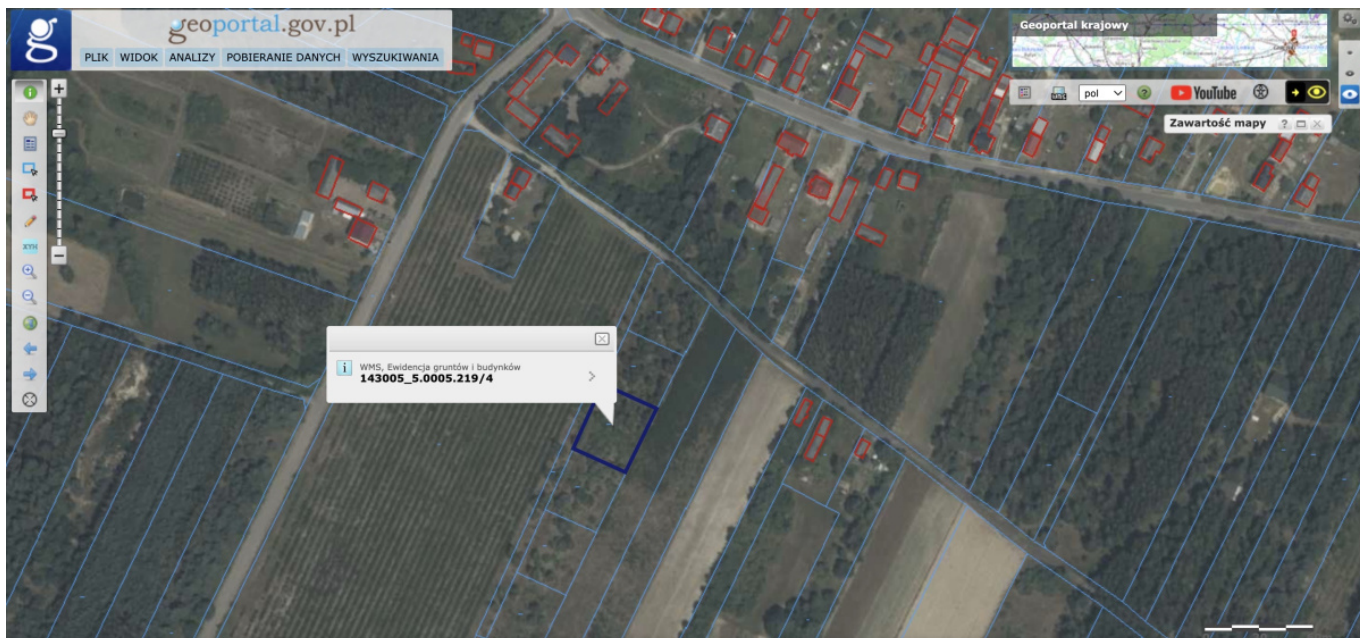 geoportal.gov.pl
PLIK WIDOK ANALIZY POBIERANIE DANYCH WYSZUKIWANIA
Geoportal krajowy
pol
YouTube
Zawartość mapy
XYH
WMS, Ewidencja gruntów i budynków
143005_5.0005.219/4